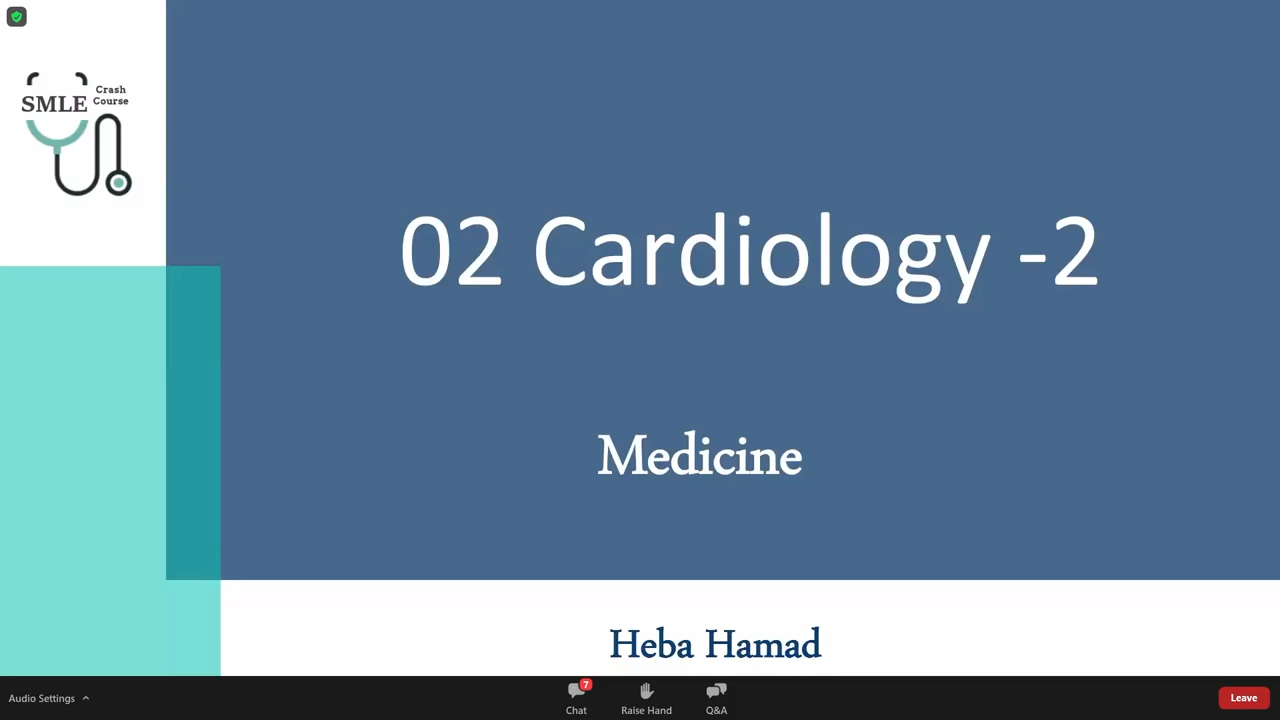 Crash
SMLE Course
02 Cardiology -2
Medicine
Heba Hamad
Audio Settings
7
Chat
Raise Hand
Q&A
Leave